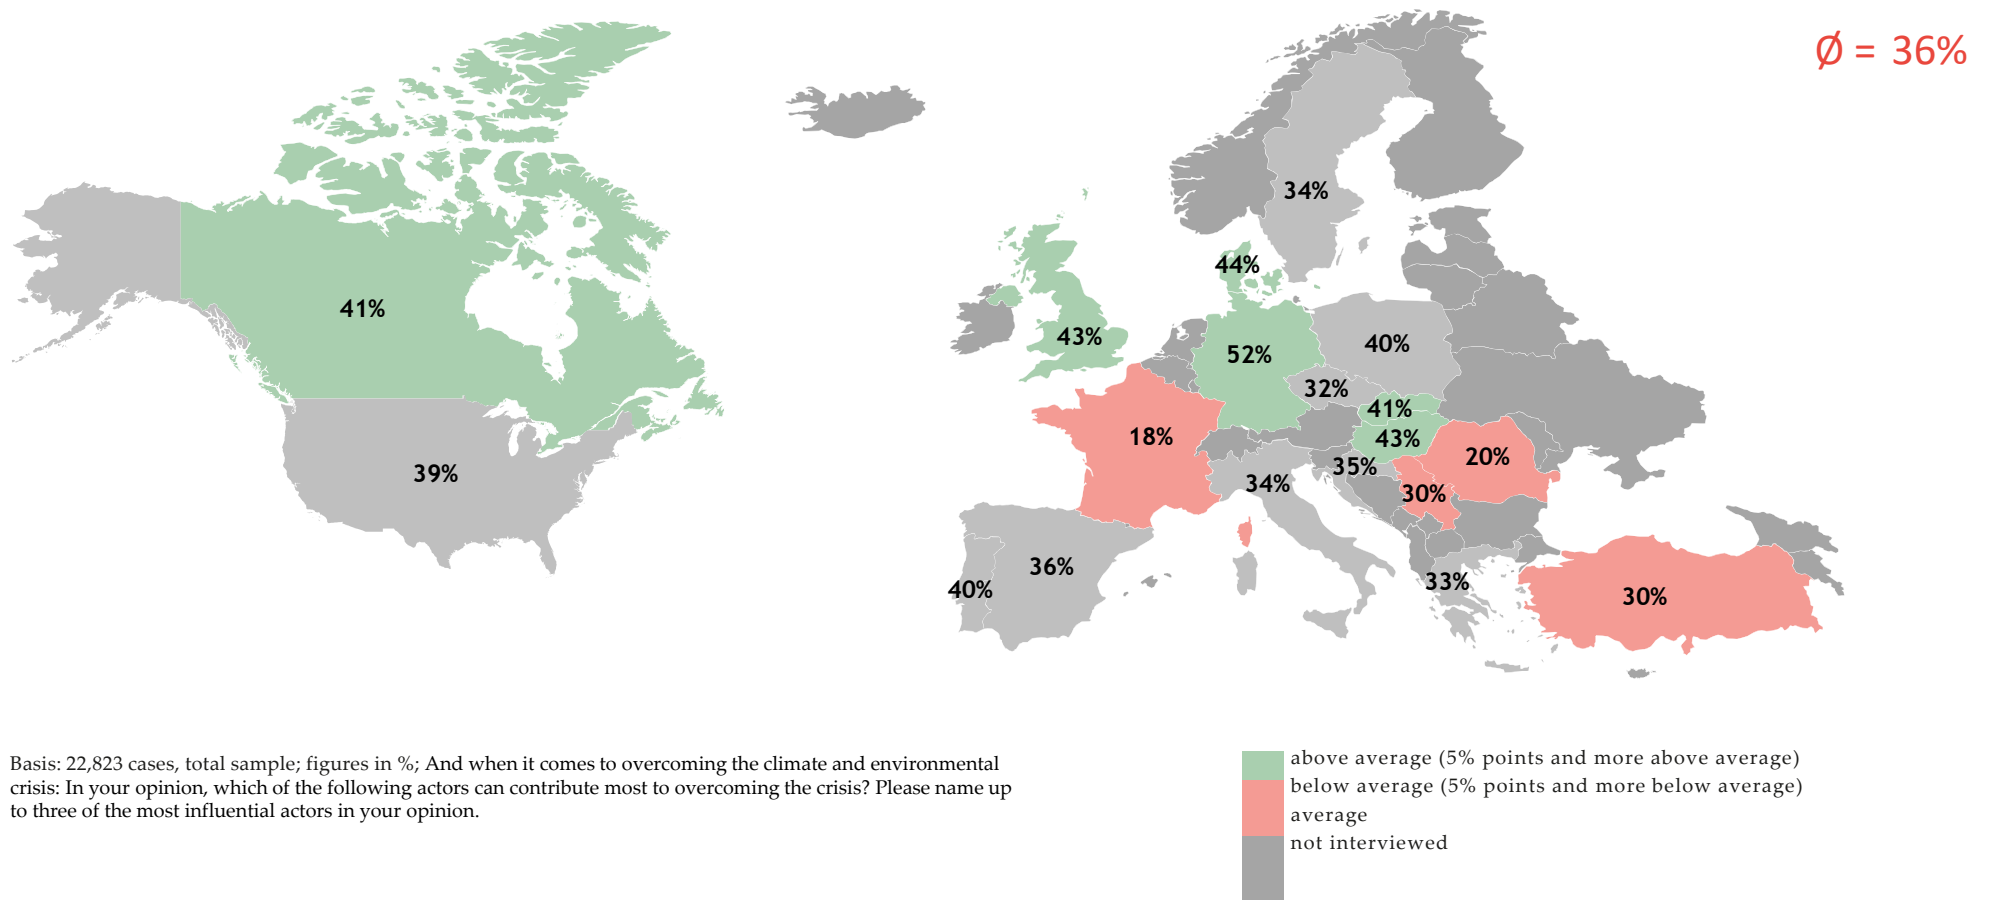 Ø = 36%
34%
44%
41%
43%
40%
52%
32%
41%
18%
43%
20%
35%
39%
34%
30%
36%
33%
40%
30%
Basis: 22,823 cases, total sample; figures in %; And when it comes to overcoming the climate and environmental
crisis: In your opinion, which of the following actors can contribute most to overcoming the crisis? Please name up
to three of the most influential actors in your opinion.
above average (5% points and more above average)
below average (5% points and more below average)
average
not interviewed